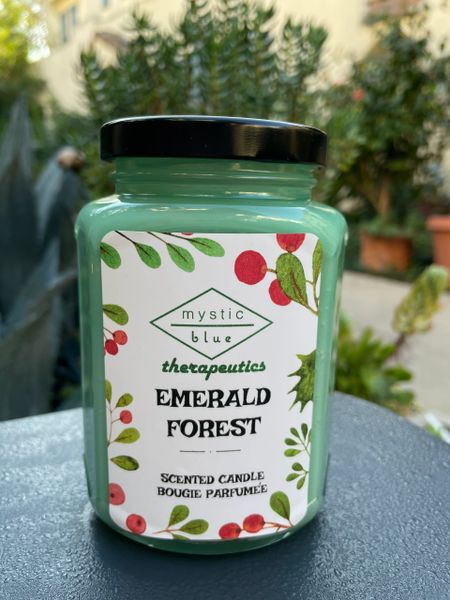 mystic
blue
therapeutics
EMERALD
FOREST
SCENTED CANDLE
BOUGIE PARFUMÉE